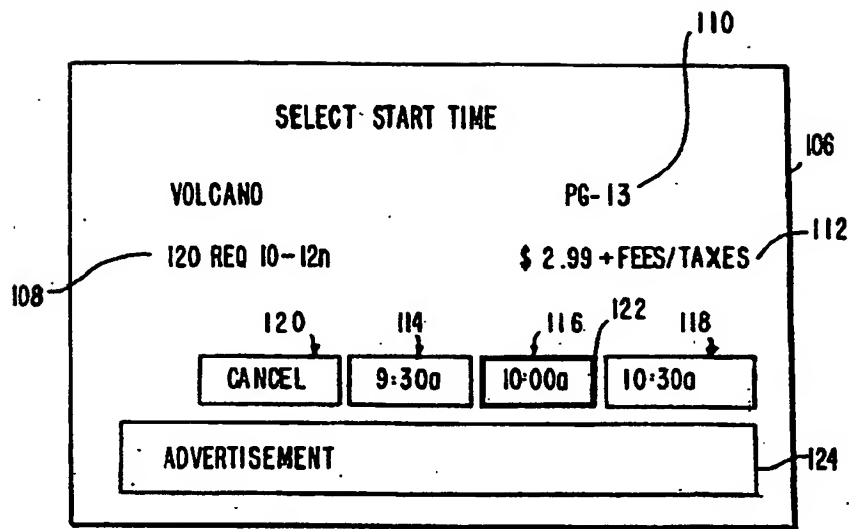 110
SELECT START TIME
106
VOLCANO PG-13
120 REQ 10-12n $ 2.99 + FEES/TAXES 112
108
120 114 116 122 118
CANCEL 9:30a 10:00a 10:30a
ADVERTISEMENT 124